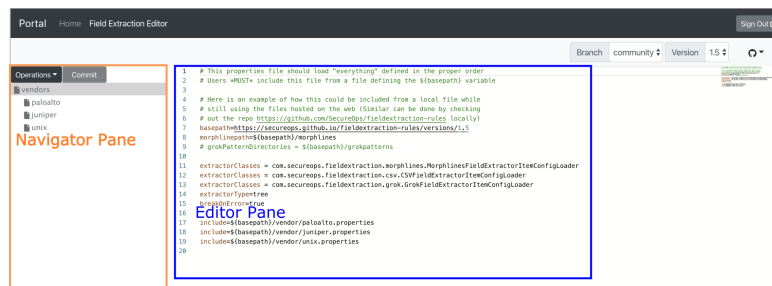 Portal Home Field Extraction Editor Sign Out
Branch community Version 1.5
Operations Commit
vendors
paloalto
juniper
unix
Navigator Pane
1 # This properties file should load "everything" defined in the proper order
2 # Users *MUST* include this file from a file defining the ${basepath} variable
3
4 # Here is an example of how this could be included from a local file while
5 # still using the files hosted on the web (Similar can be done by checking
6 # out the repo https://github.com/SecureOps/fieldextraction-rules locally)
7 basepath=https://secureops.github.io/fieldextraction-rules/versions/1.5
8 morphlinepath=${basepath}/morphlines
9 # grokPatternDirectories = ${basepath}/grokpatterns
10
11 extractorClasses = com.secureops.fieldextraction.morphlines.MorphlinesFieldExtractorItemConfigLoader
12 extractorClasses = com.secureops.fieldextraction.csv.CSVFieldExtractorItemConfigLoader
13 extractorClasses = com.secureops.fieldextraction.grok.GrokFieldExtractorItemConfigLoader
14 extractorType=tree
15 breakOnError=true
16
Editor Pane
17 include=${basepath}/vendor/paloalto.properties
18 include=${basepath}/vendor/juniper.properties
19 include=${basepath}/vendor/unix.properties
20